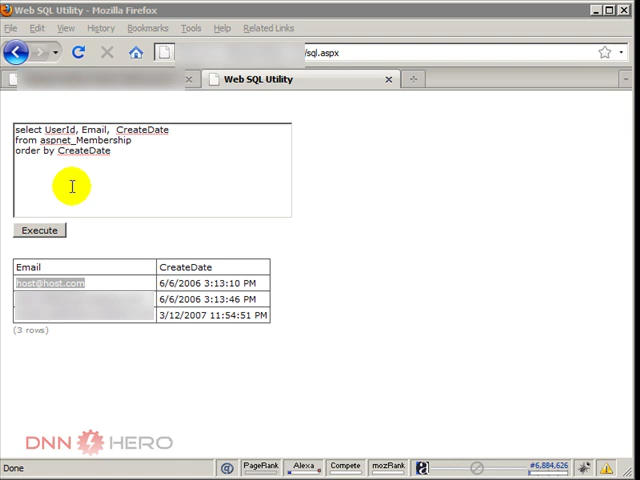 Web SQL Utility - Mozilla Firefox
File Edit View History Bookmarks Tools Help Related Links
/sql.aspx
Web SQL Utility
select UserId, Email, CreateDate
from aspnet_Membership
order by CreateDate
Execute
Email CreateDate
host@host.com 6/6/2006 3:13:10 PM
6/6/2006 3:13:46 PM
3/12/2007 11:54:51 PM
(3 rows)
DNN HERO
Done @ PageRank Alexa Compete mozRank a #6,884,626